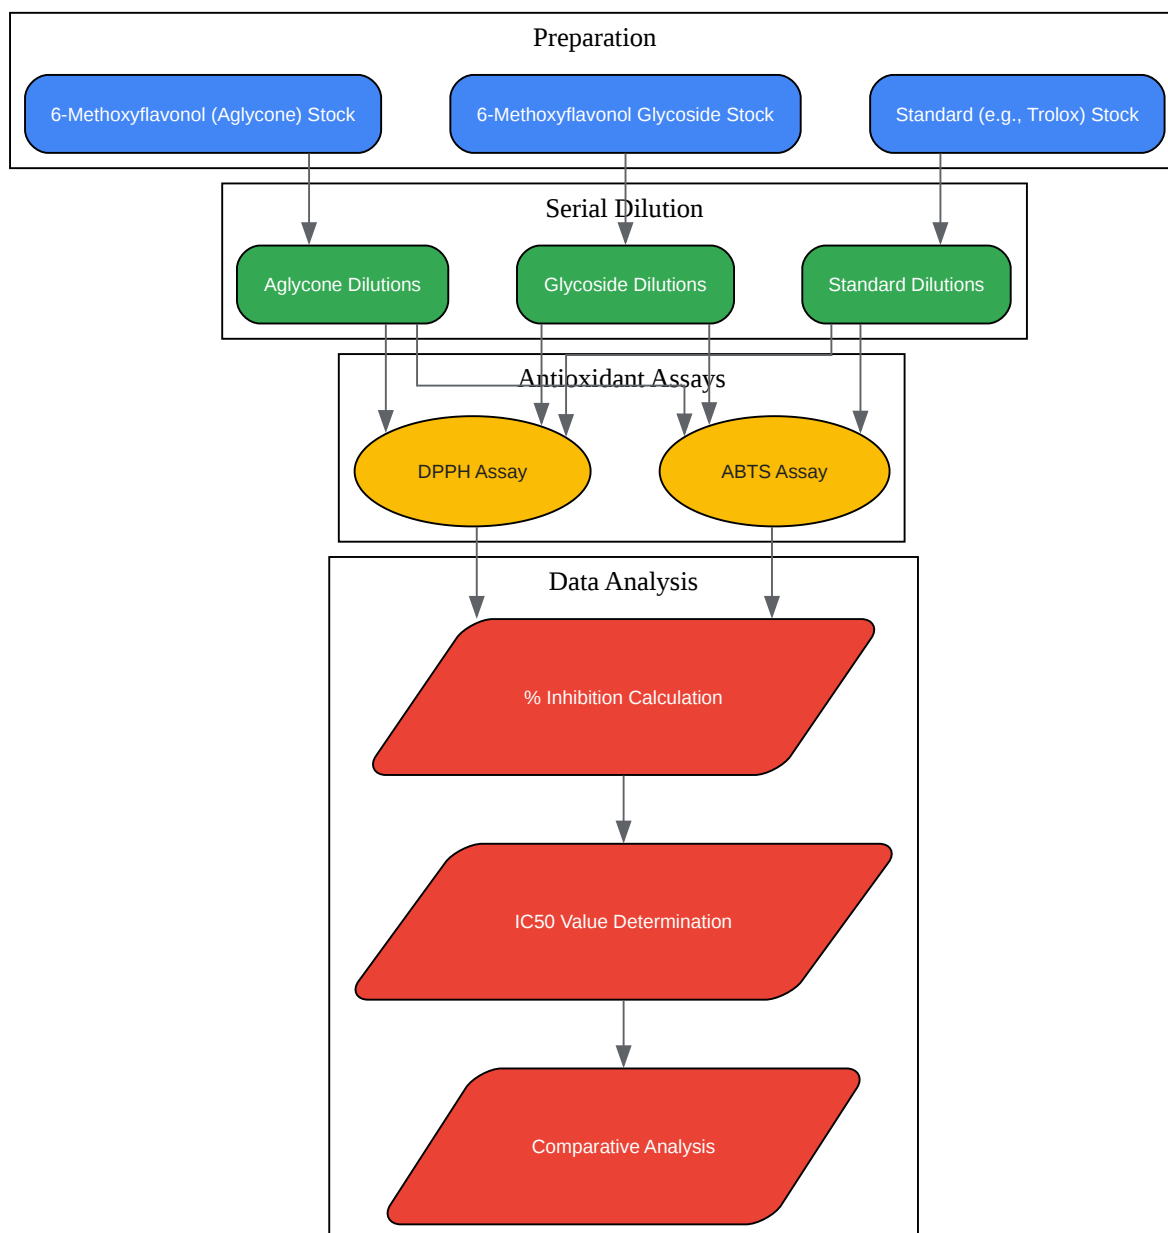 Preparation
6-Methoxyflavonol (Aglycone) Stock
6-Methoxyflavonol Glycoside Stock
Standard (e.g., Trolox) Stock
Serial Dilution
Aglycone Dilutions
Glycoside Dilutions
Standard Dilutions
Antioxidant Assays
DPPH Assay
ABTS Assay
Data Analysis
% Inhibition Calculation
IC50 Value Determination
Comparative Analysis